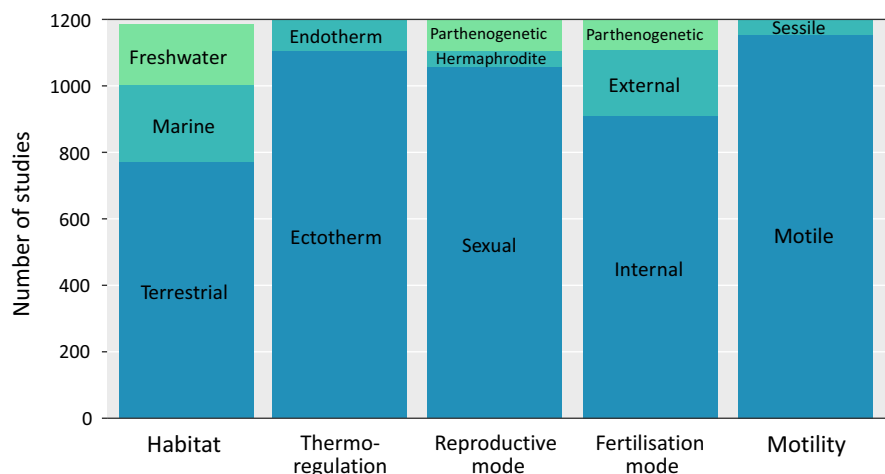 Number of studies
1200
1000
800
600
400
200
0
Freshwater
Marine
Terrestrial
Endotherm
Ectotherm
Parthenogenetic
Hermaphrodite
Sexual
Parthenogenetic
External
Internal
Sessile
Motile
Habitat
Thermo-
regulation
Reproductive
mode
Fertilisation
mode
Motility